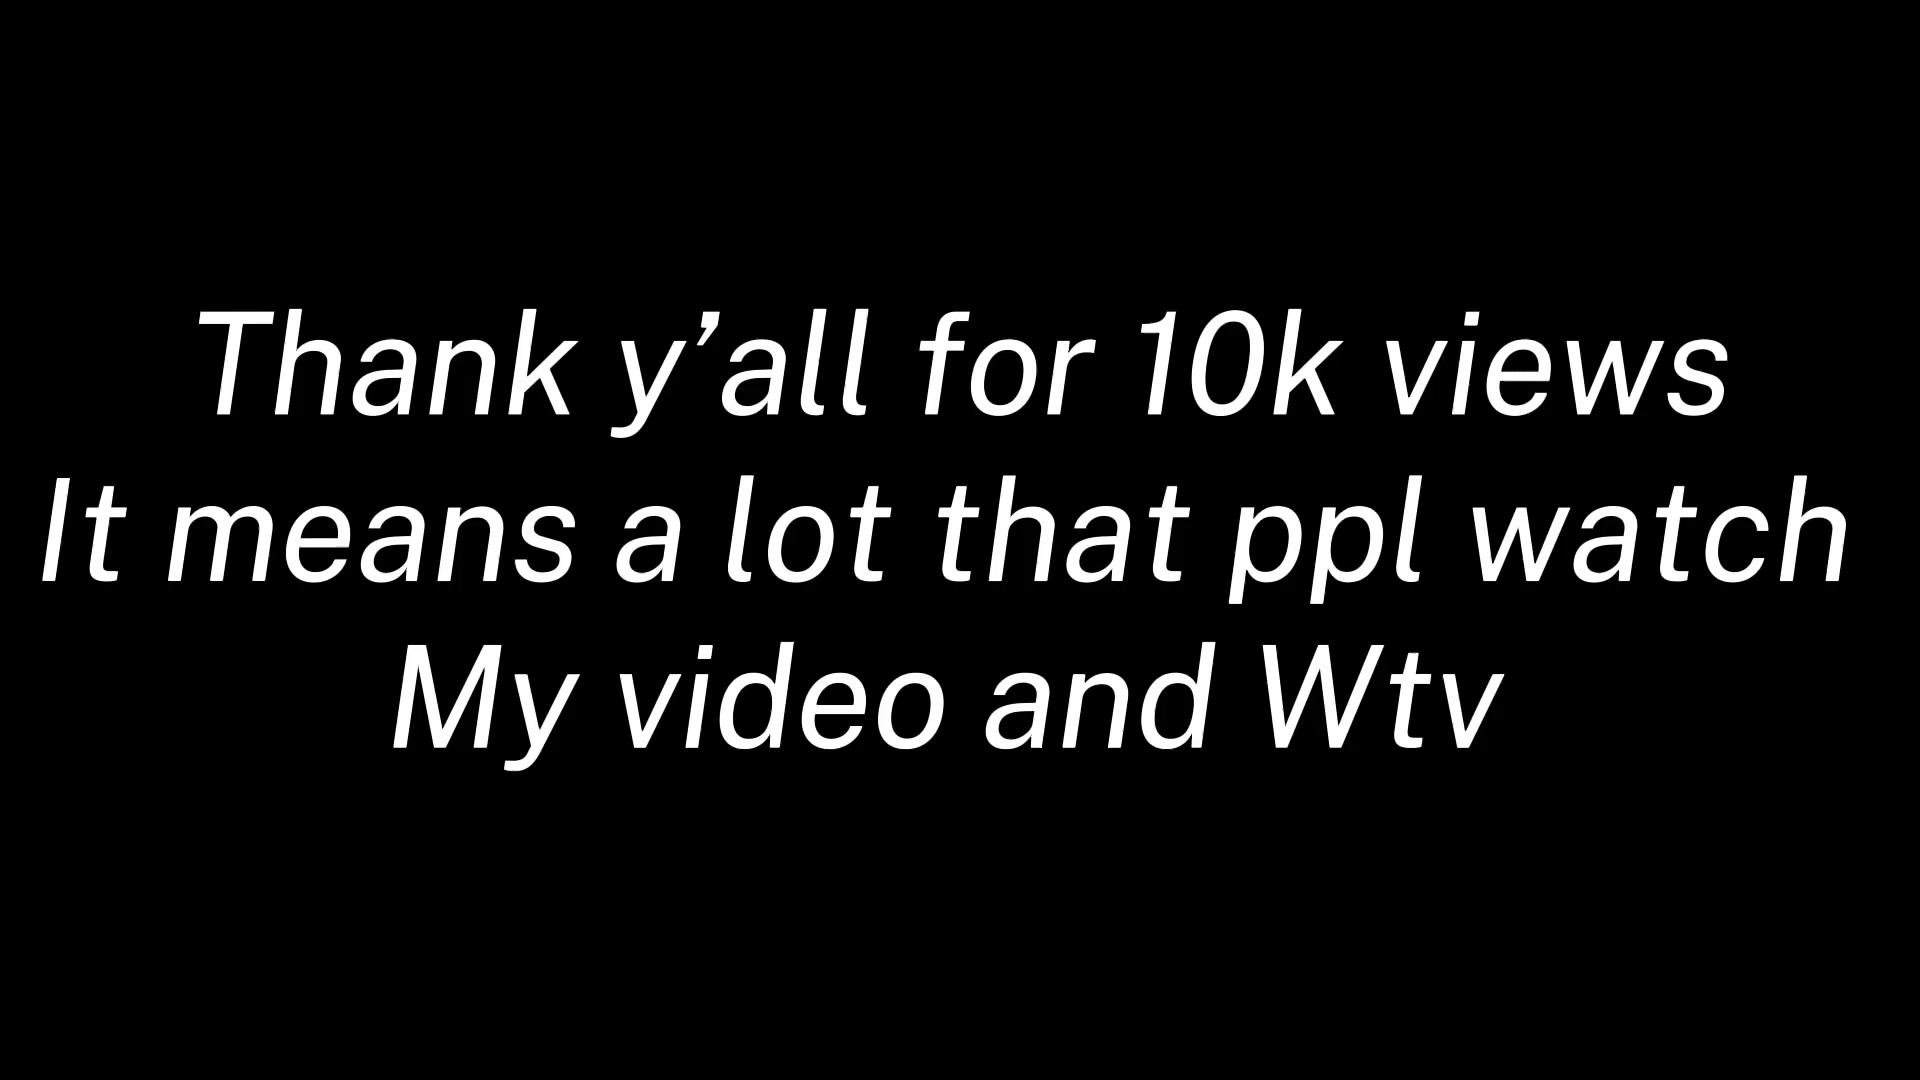 Thank y’all for 10k views
It means a lot that ppl watch
My video and Wtv